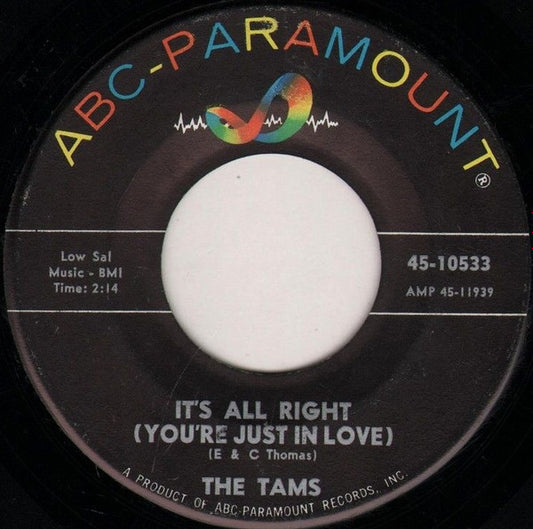 ABC-PARAMOUNT®
Low Sal
Music - BMI
Time: 2:14
45-10533
AMP 45-11939
IT'S ALL RIGHT
(YOU'RE JUST IN LOVE)
(E & C Thomas)
THE TAMS
A PRODUCT OF ABC-PARAMOUNT RECORDS, INC.